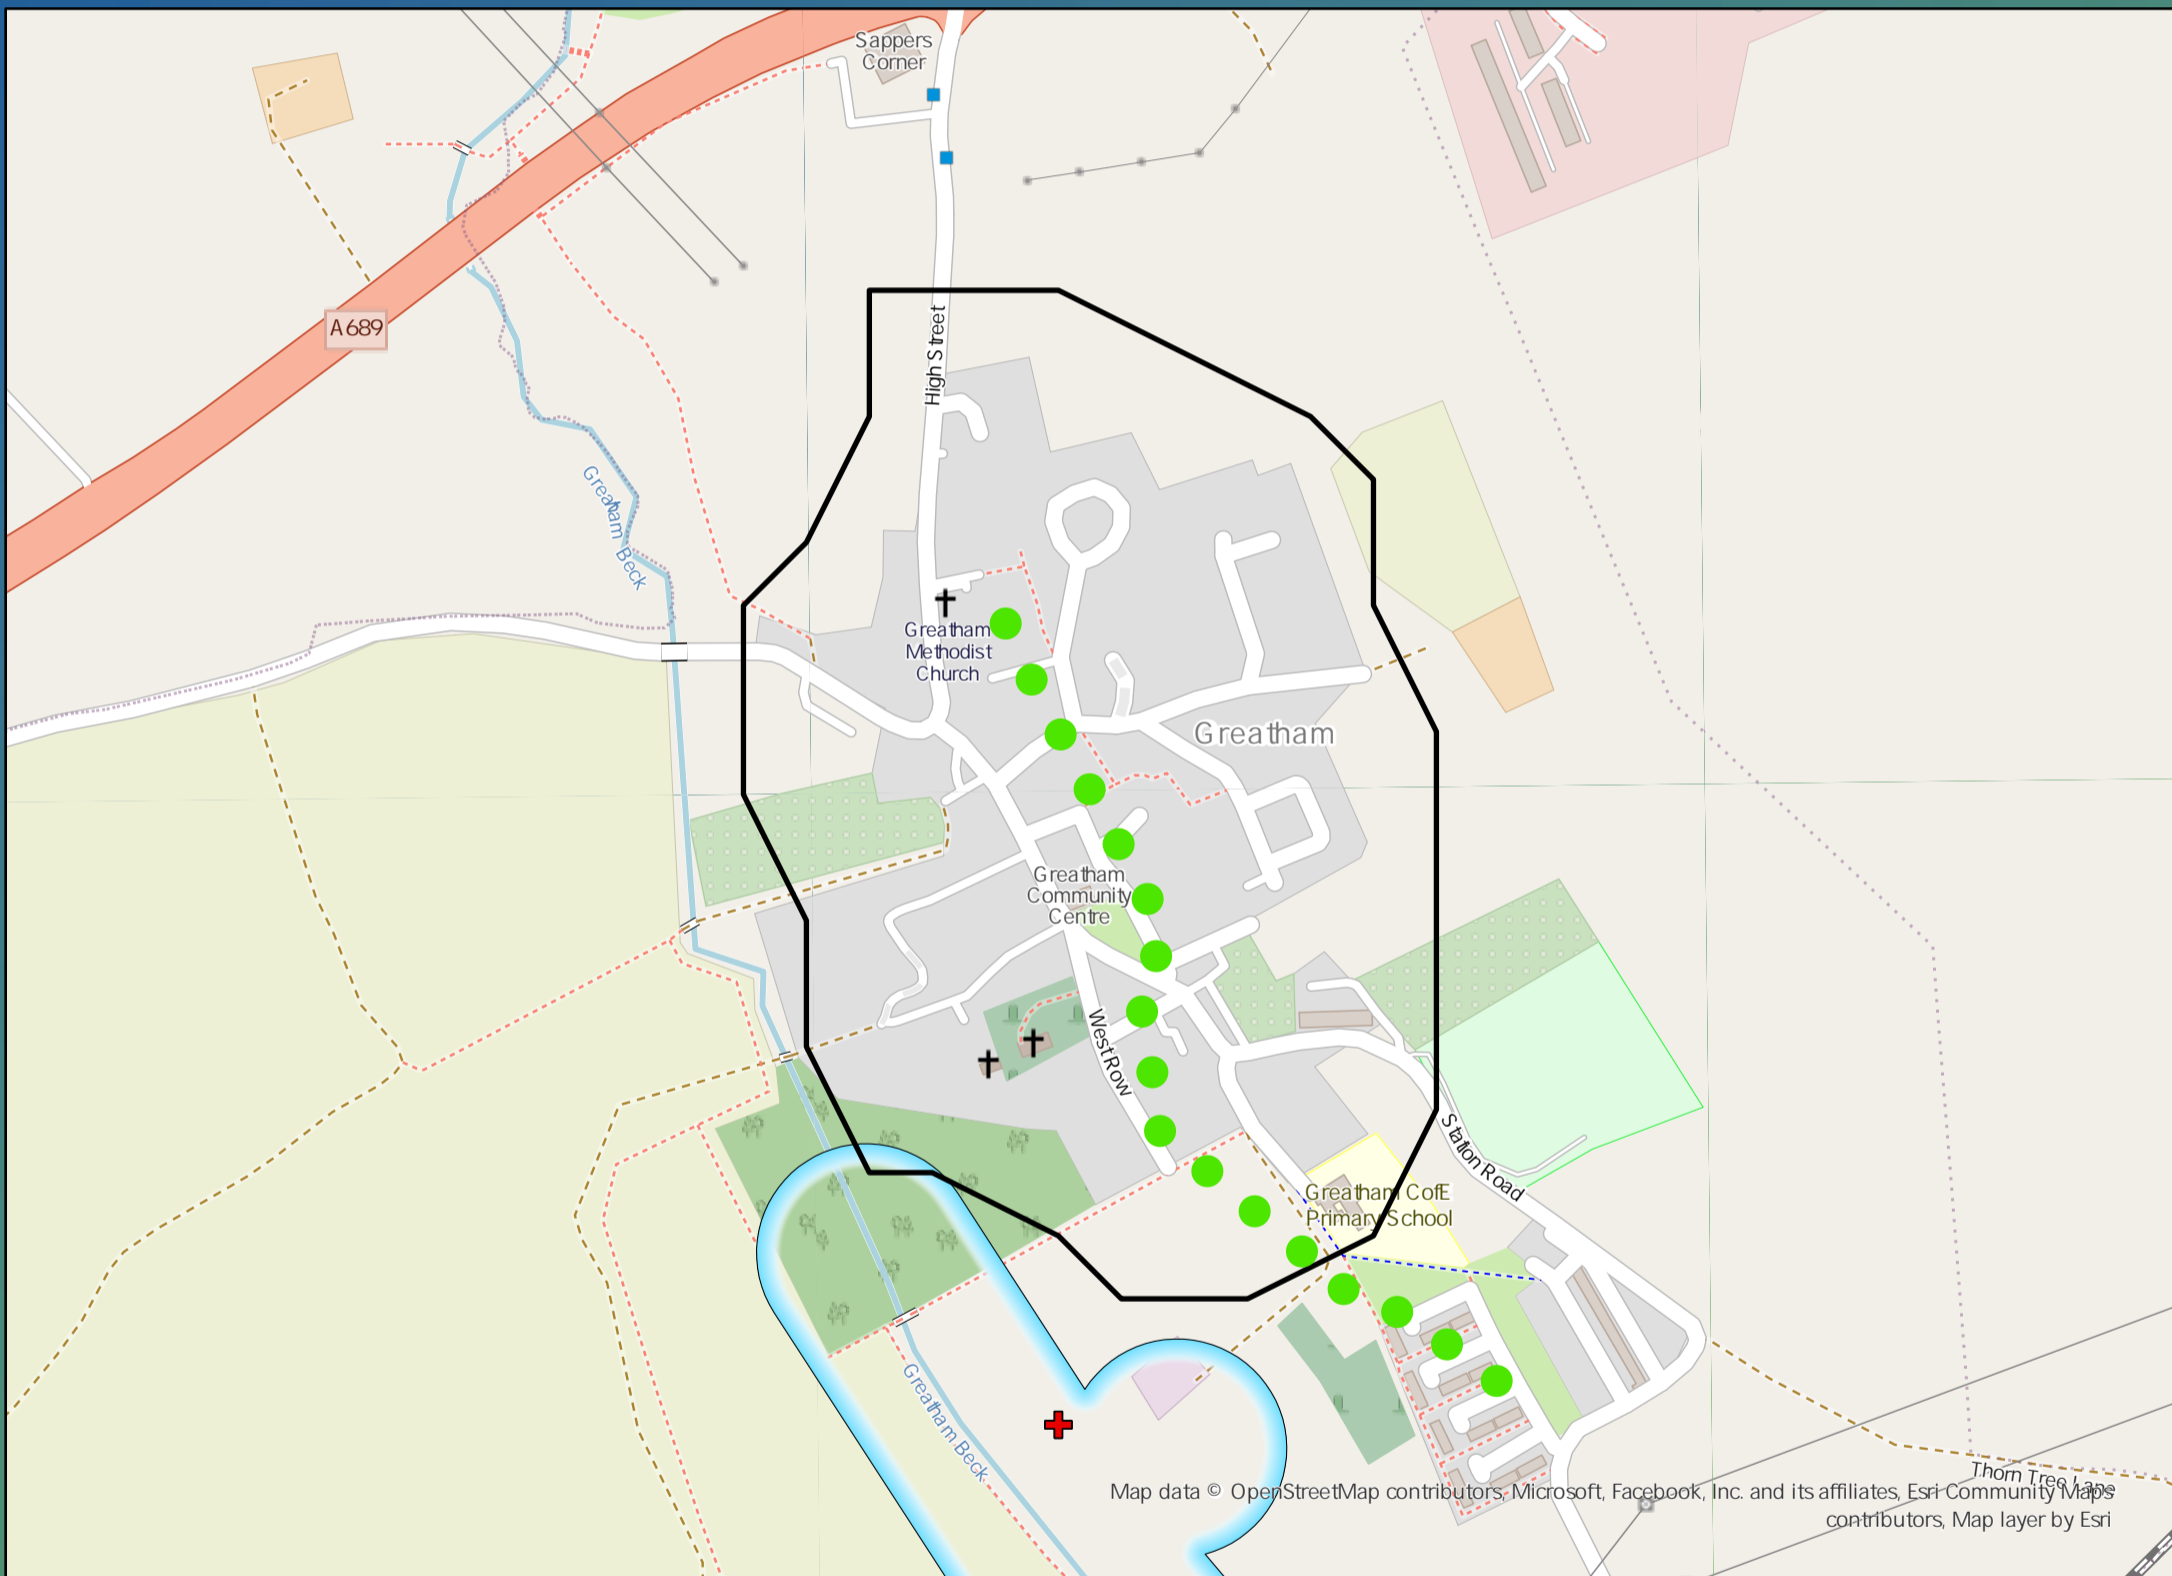 Sappers
Corner
A689
High Street
Greatham Beck
Greatham
Methodist
Church
Greatham
Greatham
Community
Centre
West Row
Station Road
Greatham CofE
Primary School
Greatham Beck
Thorn Tree Lane
Map data © OpenStreetMap contributors, Microsoft, Facebook, Inc. and its affiliates, Esri Community Maps
contributors, Map layer by Esri